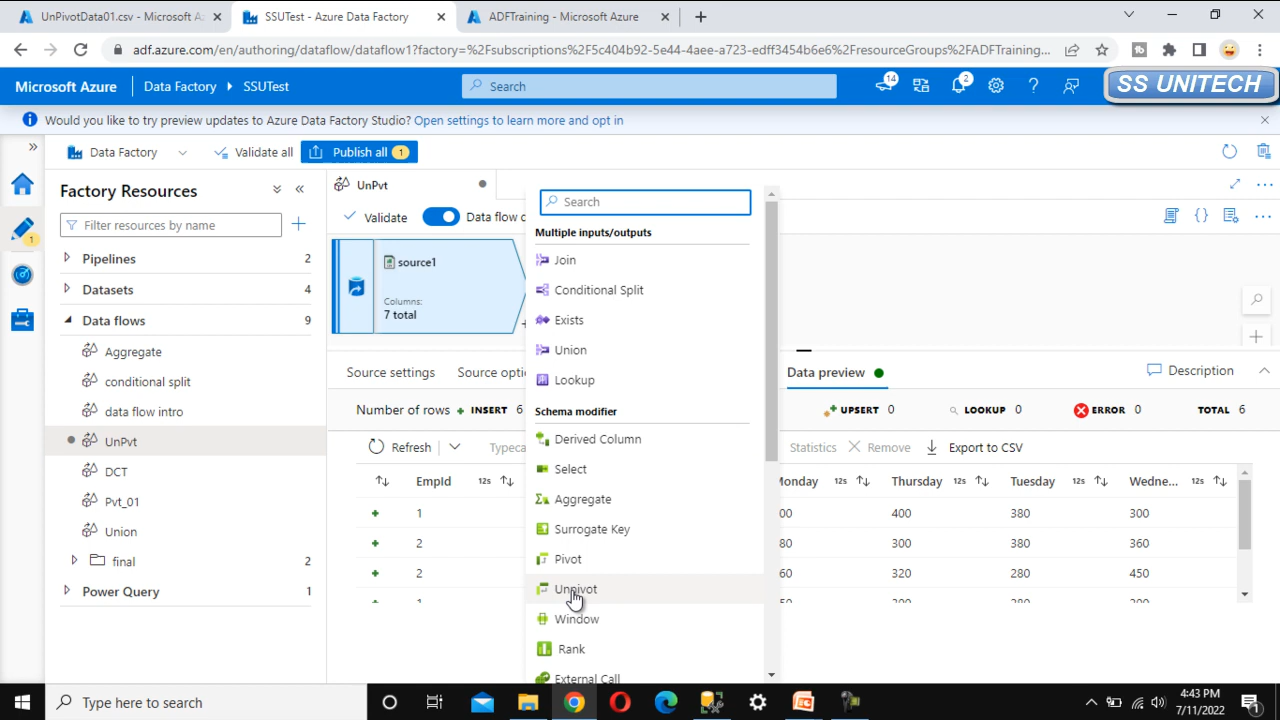 UnPivotData01.csv - Microsoft A
SSUTest - Azure Data Factory
ADFTraining - Microsoft Azure
adf.azure.com/en/authoring/dataflow/dataflow1?factory=%2Fsubscriptions%2F5c404b92-5e44-4aee-a723-edff3454b6e6%2FresourceGroups%2FADFTraining...
Microsoft Azure
Data Factory
SSUTest
Search
14
2
SS UNITECH
Would you like to try preview updates to Azure Data Factory Studio? Open settings to learn more and opt in
Data Factory
Validate all
Publish all 1
Factory Resources
UnPvt
Filter resources by name
Validate
Data flow d
Search
Multiple inputs/outputs
Pipelines 2
Datasets 4
Data flows 9
Aggregate
conditional split
data flow intro
UnPvt
DCT
Pvt_01
Union
final 2
Power Query 1
source1
Columns:
7 total
Join
Conditional Split
Exists
Union
Lookup
Schema modifier
Derived Column
Select
Aggregate
Surrogate Key
Pivot
Unpivot
Window
Rank
External Call
Source settings
Source opti
Data preview
Description
Number of rows
INSERT 6
UPSERT 0
LOOKUP 0
ERROR 0
TOTAL 6
Refresh
Typeca
Statistics
Remove
Export to CSV
EmpId 12s
Monday 12s
Thursday 12s
Tuesday 12s
Wedne... 12s
1
400
380
300
2
300
380
360
2
320
280
450
Type here to search
4:43 PM
7/11/2022
1